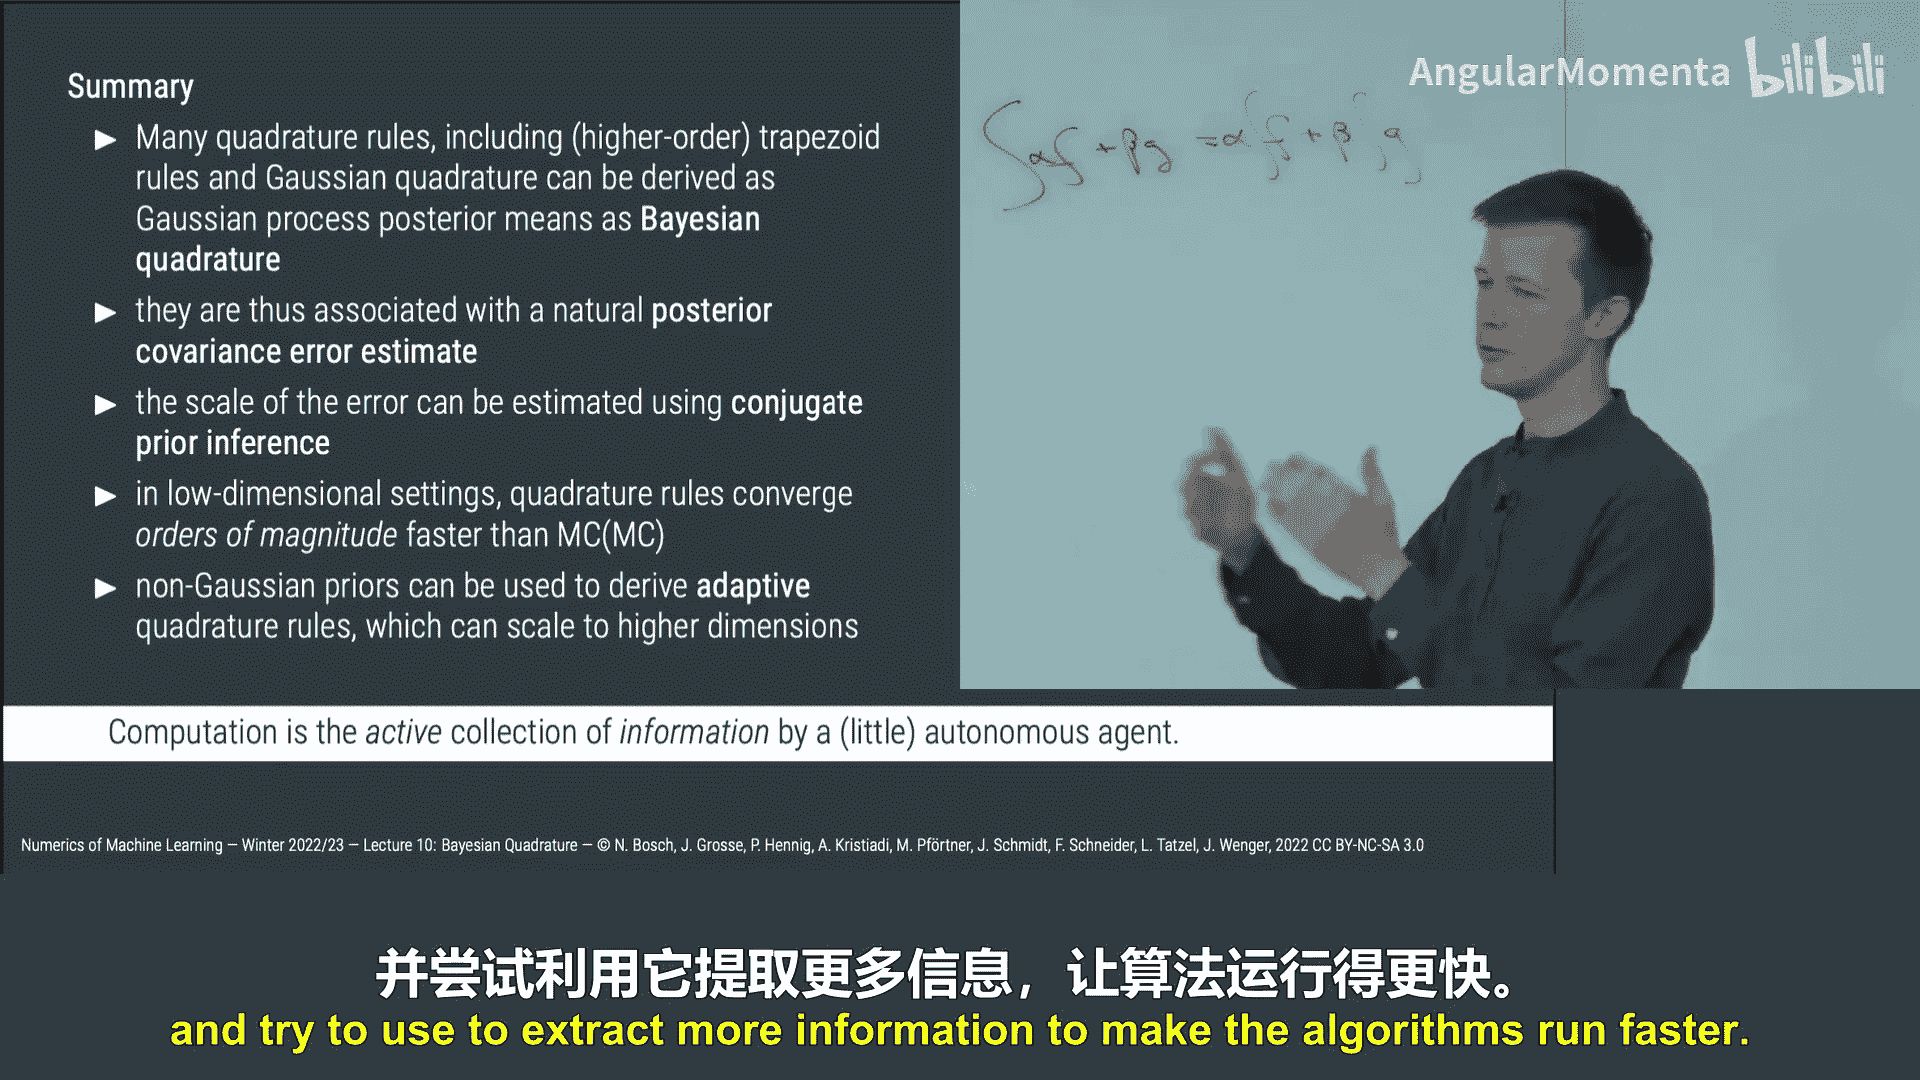 Summary
▶ Many quadrature rules, including (higher-order) trapezoid
rules and Gaussian quadrature can be derived as
Gaussian process posterior means as Bayesian
quadrature
▶ they are thus associated with a natural posterior
covariance error estimate
▶ the scale of the error can be estimated using conjugate
prior inference
▶ in low-dimensional settings, quadrature rules converge
orders of magnitude faster than MC(MC)
▶ non-Gaussian priors can be used to derive adaptive
quadrature rules, which can scale to higher dimensions
AngularMomenta bilibili
∫αf + βg = α∫f + β∫g
Computation is the active collection of information by a (little) autonomous agent.
Numerics of Machine Learning — Winter 2022/23 — Lecture 10: Bayesian Quadrature — © N. Bosch, J. Grosse, P. Hennig, A. Kristiadi, M. Pförtner, J. Schmidt, F. Schneider, L. Tatzel, J. Wenger, 2022 CC BY-NC-SA 3.0
并尝试利用它提取更多信息，让算法运行得更快。
and try to use to extract more information to make the algorithms run faster.